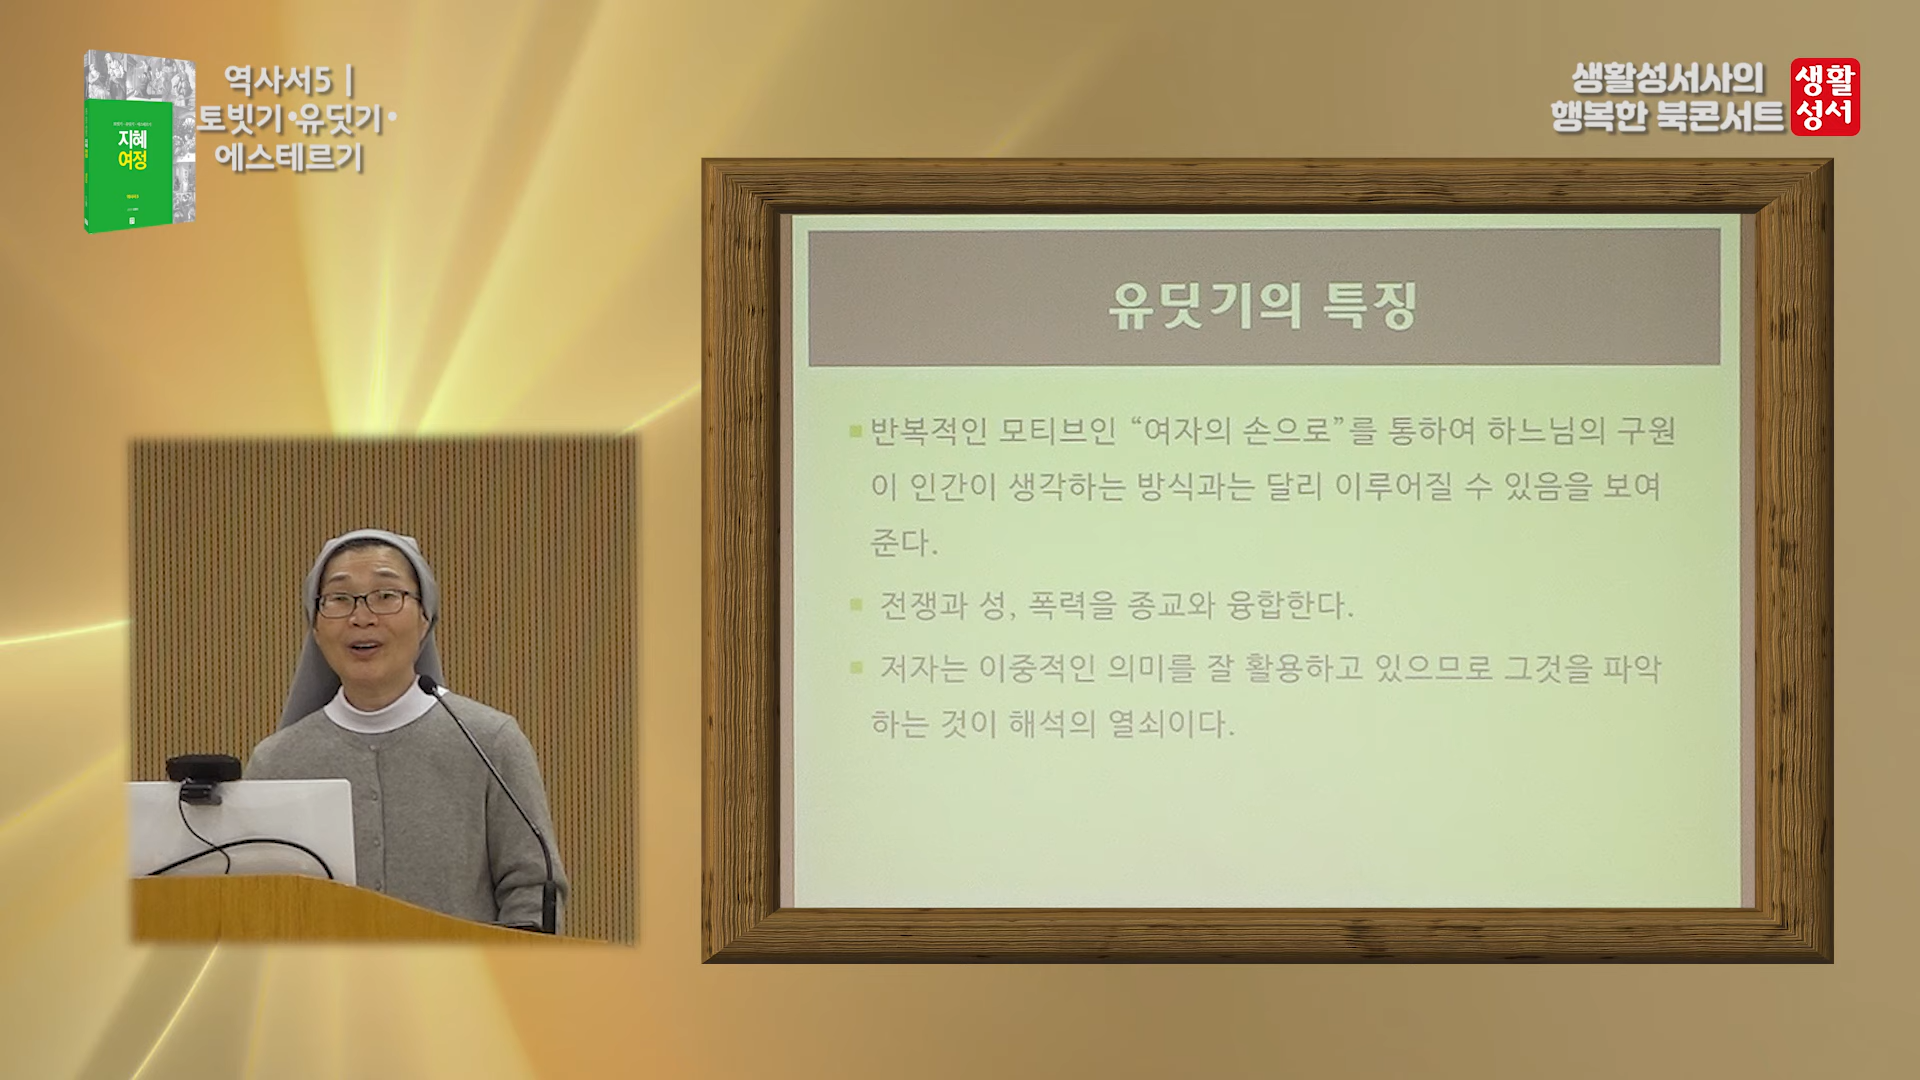 역사서5 |
토빗기·유딧기·
에스테르기
지혜
여정
생활성서사의
행복한 북콘서트
생활
성서
유딧기의 특징
반복적인 모티브인 “여자의 손으로”를 통하여 하느님의 구원
이 인간이 생각하는 방식과는 달리 이루어질 수 있음을 보여
준다.
전쟁과 성, 폭력을 종교와 융합한다.
저자는 이중적인 의미를 잘 활용하고 있으므로 그것을 파악
하는 것이 해석의 열쇠이다.